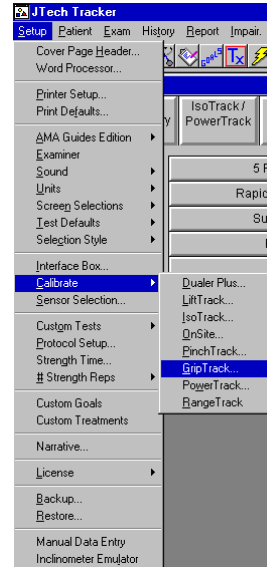 JTech Tracker
Setup Patient Exam History Report Impair.
Cover Page Header...
Word Processor...
Printer Setup...
Print Defaults...
AMA Guides Edition
Examiner
Sound
Units
Screen Selections
Test Defaults
Selection Style
Interface Box...
Calibrate
Sensor Selection...
Custom Tests
Protocol Setup...
Strength Time...
# Strength Reps
Custom Goals
Custom Treatments
Narrative...
License
Backup...
Restore...
Manual Data Entry
Inclinometer Emulator
Goals
Tx
y
IsoTrack /
PowerTrack
5 F
Rapid
Su
Dualer Plus...
LiftTrack...
IsoTrack...
OnSite...
PinchTrack...
GripTrack...
PowerTrack...
RangeTrack